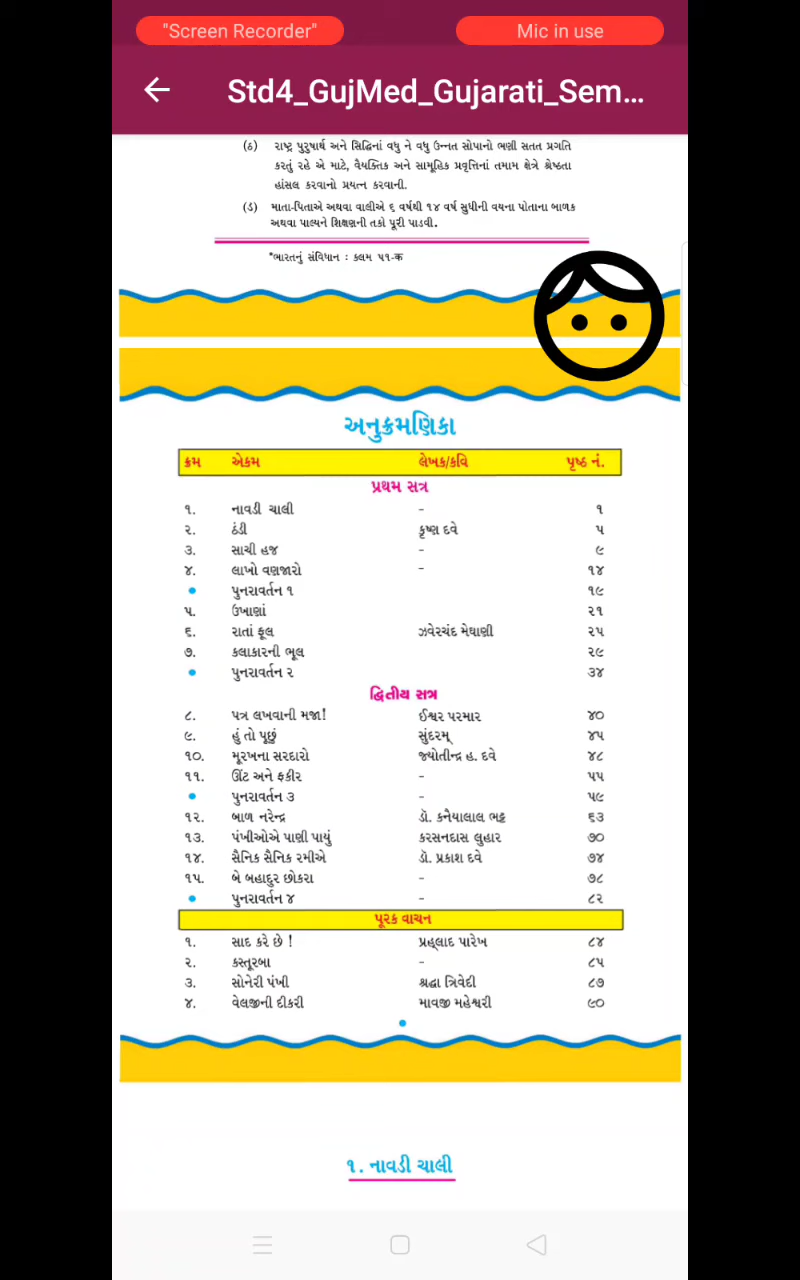 "Screen Recorder" Mic in use
Std4_GujMed_Gujarati_Sem...
(ઠ) રાષ્ટ્ર પુરુષાર્થ અને સિદ્ધિનાં વધુ ને વધુ ઉન્નત સોપાનો ભણી સતત પ્રગતિ
કરતું રહે એ માટે, વૈયક્તિક અને સામૂહિક પ્રવૃત્તિનાં તમામ ક્ષેત્રે શ્રેષ્ઠતા
હાંસલ કરવાનો પ્રયત્ન કરવાની.
(ડ) માતા-પિતાએ અથવા વાલીએ ૬ વર્ષથી ૧૪ વર્ષ સુધીની વયના પોતાના બાળક
અથવા પાલ્યને શિક્ષણની તકો પૂરી પાડવી.
*ભારતનું સંવિધાન : કલમ ૫૧-ક
અનુક્રમણિકા
ક્રમ એકમ લેખક/કવિ પૃષ્ઠ નં.
પ્રથમ સત્ર
૧. નાવડી ચાલી - ૧
૨. ઠંડી કૃષ્ણ દવે ૫
૩. સાચી હજ - ૯
૪. લાખો વણજારો - ૧૪
• પુનરાવર્તન ૧ ૧૯
૫. ઉખાણાં ૨૧
૬. રાતાં ફૂલ ઝવેરચંદ મેઘાણી ૨૫
૭. કલાકારની ભૂલ ૨૯
• પુનરાવર્તન ૨ ૩૪
દ્વિતીય સત્ર
૮. પત્ર લખવાની મજા! ઈશ્વર પરમાર ૪૦
૯. હું તો પૂછું સુંદરમ્ ૪૫
૧૦. મૂરખના સરદારો જ્યોતીન્દ્ર હ. દવે ૪૮
૧૧. ઊંટ અને ફકીર - ૫૫
• પુનરાવર્તન ૩ - ૫૯
૧૨. બાળ નરેન્દ્ર ડૉ. કનૈયાલાલ ભટ્ટ ૬૩
૧૩. પંખીઓએ પાણી પાયું કરસનદાસ લુહાર ૭૦
૧૪. સૈનિક સૈનિક રમીએ ડૉ. પ્રકાશ દવે ૭૪
૧૫. બે બહાદુર છોકરા - ૭૮
• પુનરાવર્તન ૪ - ૮૨
પૂરક વાચન
૧. સાદ કરે છે ! પ્રહ્લાદ પારેખ ૮૪
૨. કસ્તૂરબા - ૮૫
૩. સોનેરી પંખી શ્રદ્ધા ત્રિવેદી ૮૭
૪. વેલજીની દીકરી માવજી મહેશ્વરી ૯૦
૧. નાવડી ચાલી